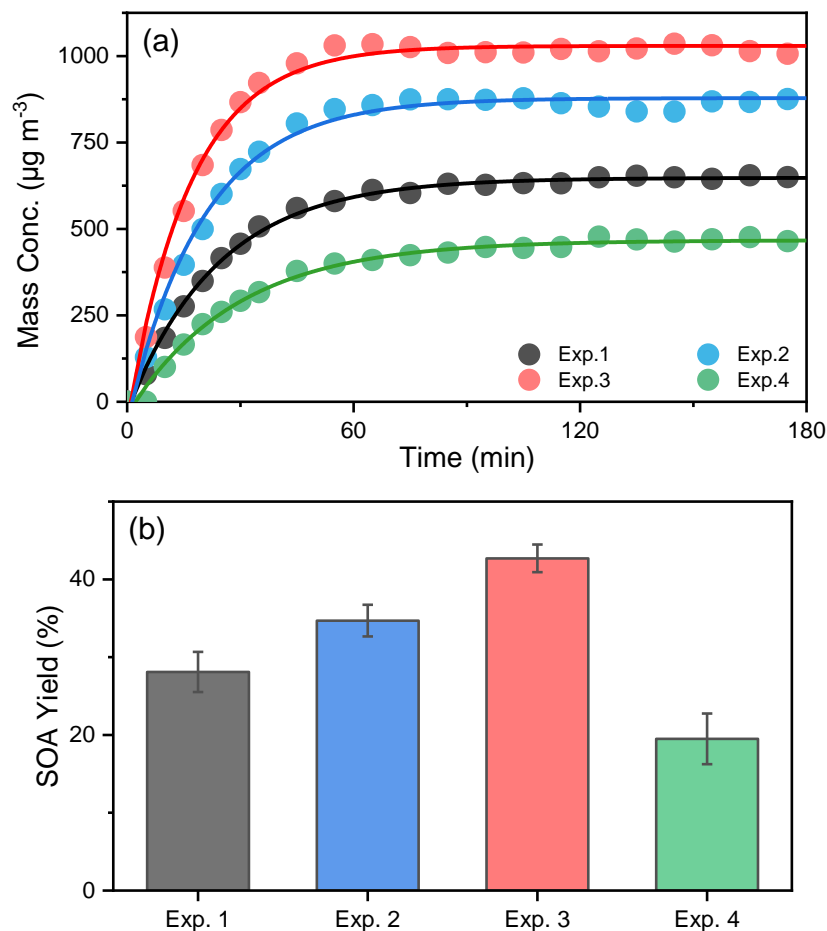 (a)
1000
750
500
250
0
Mass Conc. (μg m-3)
Exp.1 Exp.2
Exp.3 Exp.4
0 60 120 180
Time (min)
(b)
40
20
0
SOA Yield (%)
Exp. 1 Exp. 2 Exp. 3 Exp. 4